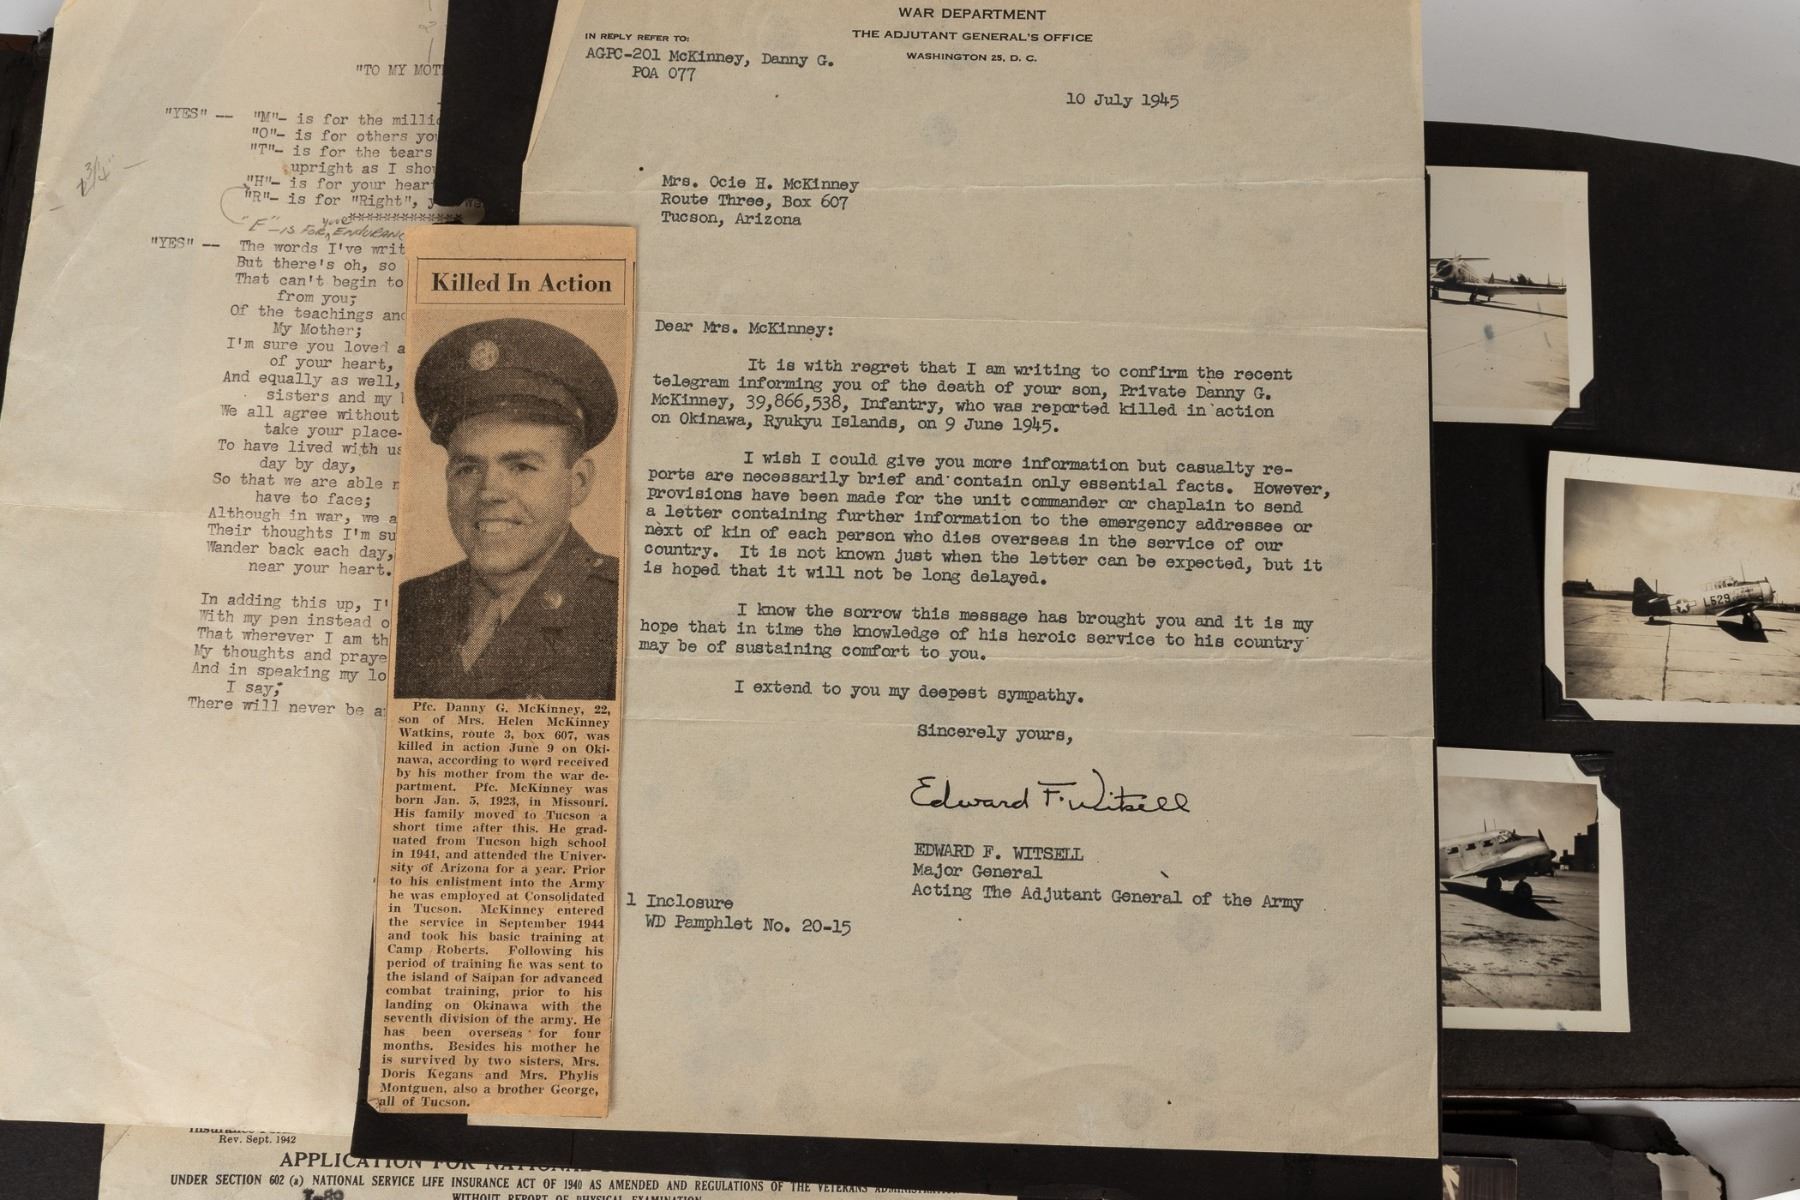 "TO MY MOT
"YES" -- "M"- is for the milli
"O"- is for others yo
"T"- is for the tears
upright as I sho
"H"- is for your hear
"R"- is for "Right", y we
************
"E"-IS FOR your ENDURANC
"YES" -- The words I've writ
But there's oh, so
That can't begin to
from you;
Of the teachings and
My Mother;
I'm sure you loved a
of your heart,
And equally as well,
sisters and my
We all agree without
take your place-
To have lived with us
day by day,
So that we are able
have to face;
Although in war, we a
Their thoughts I'm su
Wander back each day,
near your heart.
In adding this up, I'
With my pen instead o
That wherever I am th
My thoughts and praye
And in speaking my lo
I say;
There will never be a
Killed In Action
Pfc. Danny G. McKinney, 22,
son of Mrs. Helen McKinney
Watkins, route 3, box 607, was
killed in action June 9 on Oki-
nawa, according to word received
by his mother from the war de-
partment. Pfc. McKinney was
born Jan. 5, 1923, in Missouri.
His family moved to Tucson a
short time after this. He grad-
uated from Tucson high school
in 1941, and attended the Univer-
sity of Arizona for a year. Prior
to his enlistment into the Army
he was employed at Consolidated
in Tucson. McKinney entered
the service in September 1944
and took his basic training at
Camp Roberts. Following his
period of training he was sent to
the island of Saipan for advanced
combat training, prior to his
landing on Okinawa with the
seventh division of the army. He
has been overseas for four
months. Besides his mother he
is survived by two sisters, Mrs.
Doris Kegans and Mrs. Phylis
Montguen, also a brother George,
all of Tucson.
WAR DEPARTMENT
THE ADJUTANT GENERAL'S OFFICE
WASHINGTON 25, D. C.
IN REPLY REFER TO:
AGPC-201 McKinney, Danny G.
POA 077
10 July 1945
Mrs. Ocie H. McKinney
Route Three, Box 607
Tucson, Arizona
Dear Mrs. McKinney:
It is with regret that I am writing to confirm the recent
telegram informing you of the death of your son, Private Danny G.
McKinney, 39,866,538, Infantry, who was reported killed in action
on Okinawa, Ryukyu Islands, on 9 June 1945.
I wish I could give you more information but casualty re-
ports are necessarily brief and contain only essential facts. However,
provisions have been made for the unit commander or chaplain to send
a letter containing further information to the emergency addressee or
next of kin of each person who dies overseas in the service of our
country. It is not known just when the letter can be expected, but it
is hoped that it will not be long delayed.
I know the sorrow this message has brought you and it is my
hope that in time the knowledge of his heroic service to his country
may be of sustaining comfort to you.
I extend to you my deepest sympathy.
Sincerely yours,
Edward F. Witsell
EDWARD F. WITSELL
Major General
Acting The Adjutant General of the Army
1 Inclosure
WD Pamphlet No. 20-15
L529
Rev. Sept. 1942
APPLICATION FOR NATIONAL
UNDER SECTION 602 (a) NATIONAL SERVICE LIFE INSURANCE ACT OF 1940 AS AMENDED AND REGULATIONS OF THE VETERANS
WITHOUT REPORT OF PHYSICAL EXAMINATION